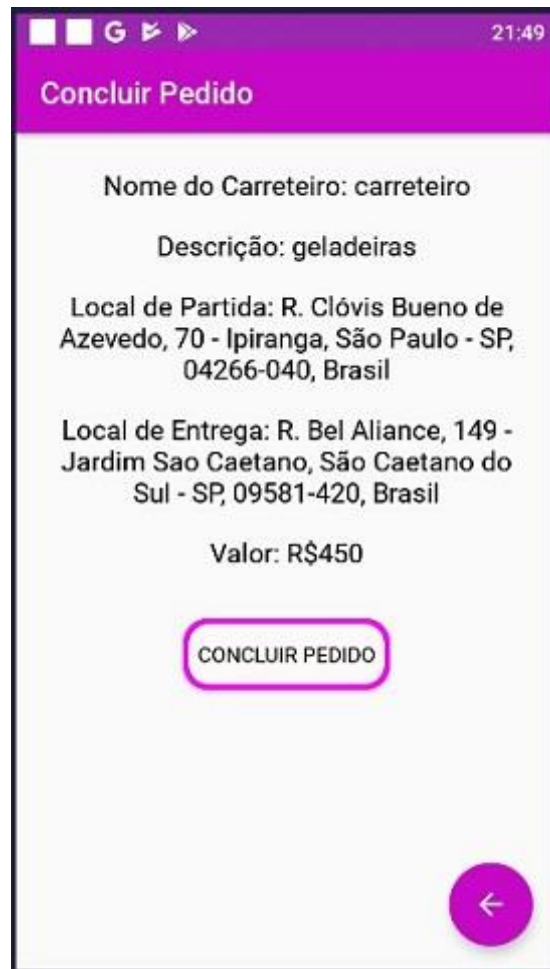 G 21:49
Concluir Pedido
Nome do Carreteiro: carreteiro
Descrição: geladeiras
Local de Partida: R. Clóvis Bueno de
Azevedo, 70 - Ipiranga, São Paulo - SP,
04266-040, Brasil
Local de Entrega: R. Bel Aliance, 149 -
Jardim Sao Caetano, São Caetano do
Sul - SP, 09581-420, Brasil
Valor: R$450
CONCLUIR PEDIDO